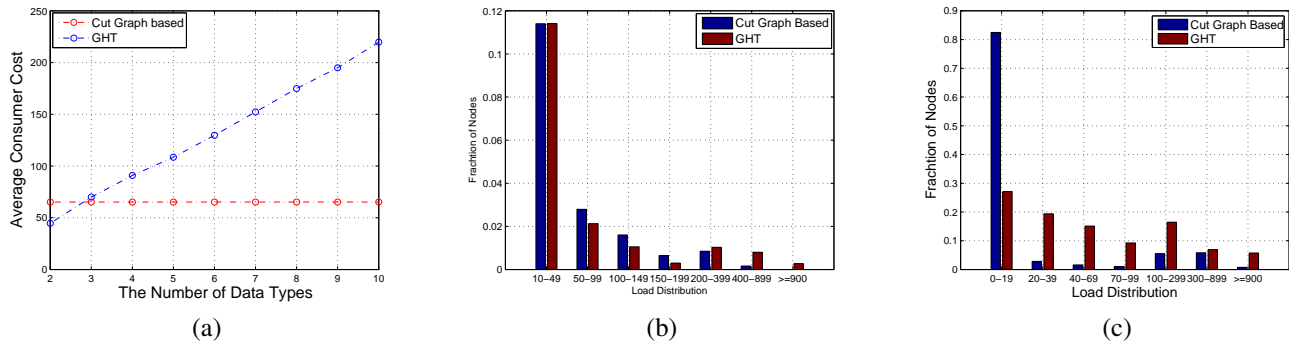 250
200
150
100
50
0
Average Consumer Cost
Cut Graph based
GHT
2 3 4 5 6 7 8 9 10
The Number of Data Types
(a)
0.12
0.1
0.08
0.06
0.04
0.02
0
Frachtion of Nodes
Cut Graph Based
GHT
10−49 50−99 100−149 150−199 200−399 400−899 >=900
Load Distribution
(b)
0.9
0.8
0.7
0.6
0.5
0.4
0.3
0.2
0.1
0
Frachtion of Nodes
Cut Graph Based
GHT
0−19 20−39 40−69 70−99 100−299 300−899 >=900
Load Distribution
(c)